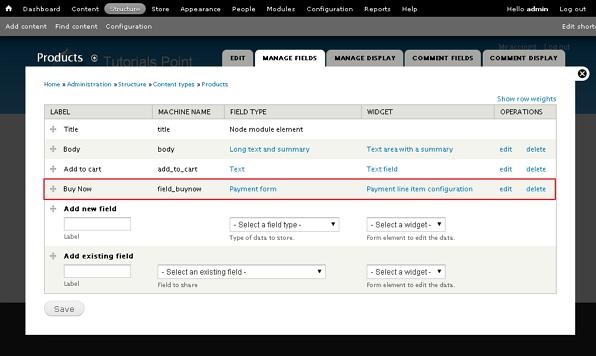 Dashboard Content Structure Store Appearance People Modules Configuration Reports Help Hello admin Log out
Add content Find content Configuration Edit short
My account Log out
Products Tutorials Point EDIT MANAGE FIELDS MANAGE DISPLAY COMMENT FIELDS COMMENT DISPLAY
Home » Administration » Structure » Content types » Products
Show row weights
LABEL MACHINE NAME FIELD TYPE WIDGET OPERATIONS
Title title Node module element
Body body Long text and summary Text area with a summary edit delete
Add to cart add_to_cart Text Text field edit delete
Buy Now field_buynow Payment form Payment line item configuration edit delete
Add new field
- Select a field type - - Select a widget -
Label Type of data to store. Form element to edit the data.
Add existing field
- Select an existing field - - Select a widget -
Label Field to share Form element to edit the data.
Save